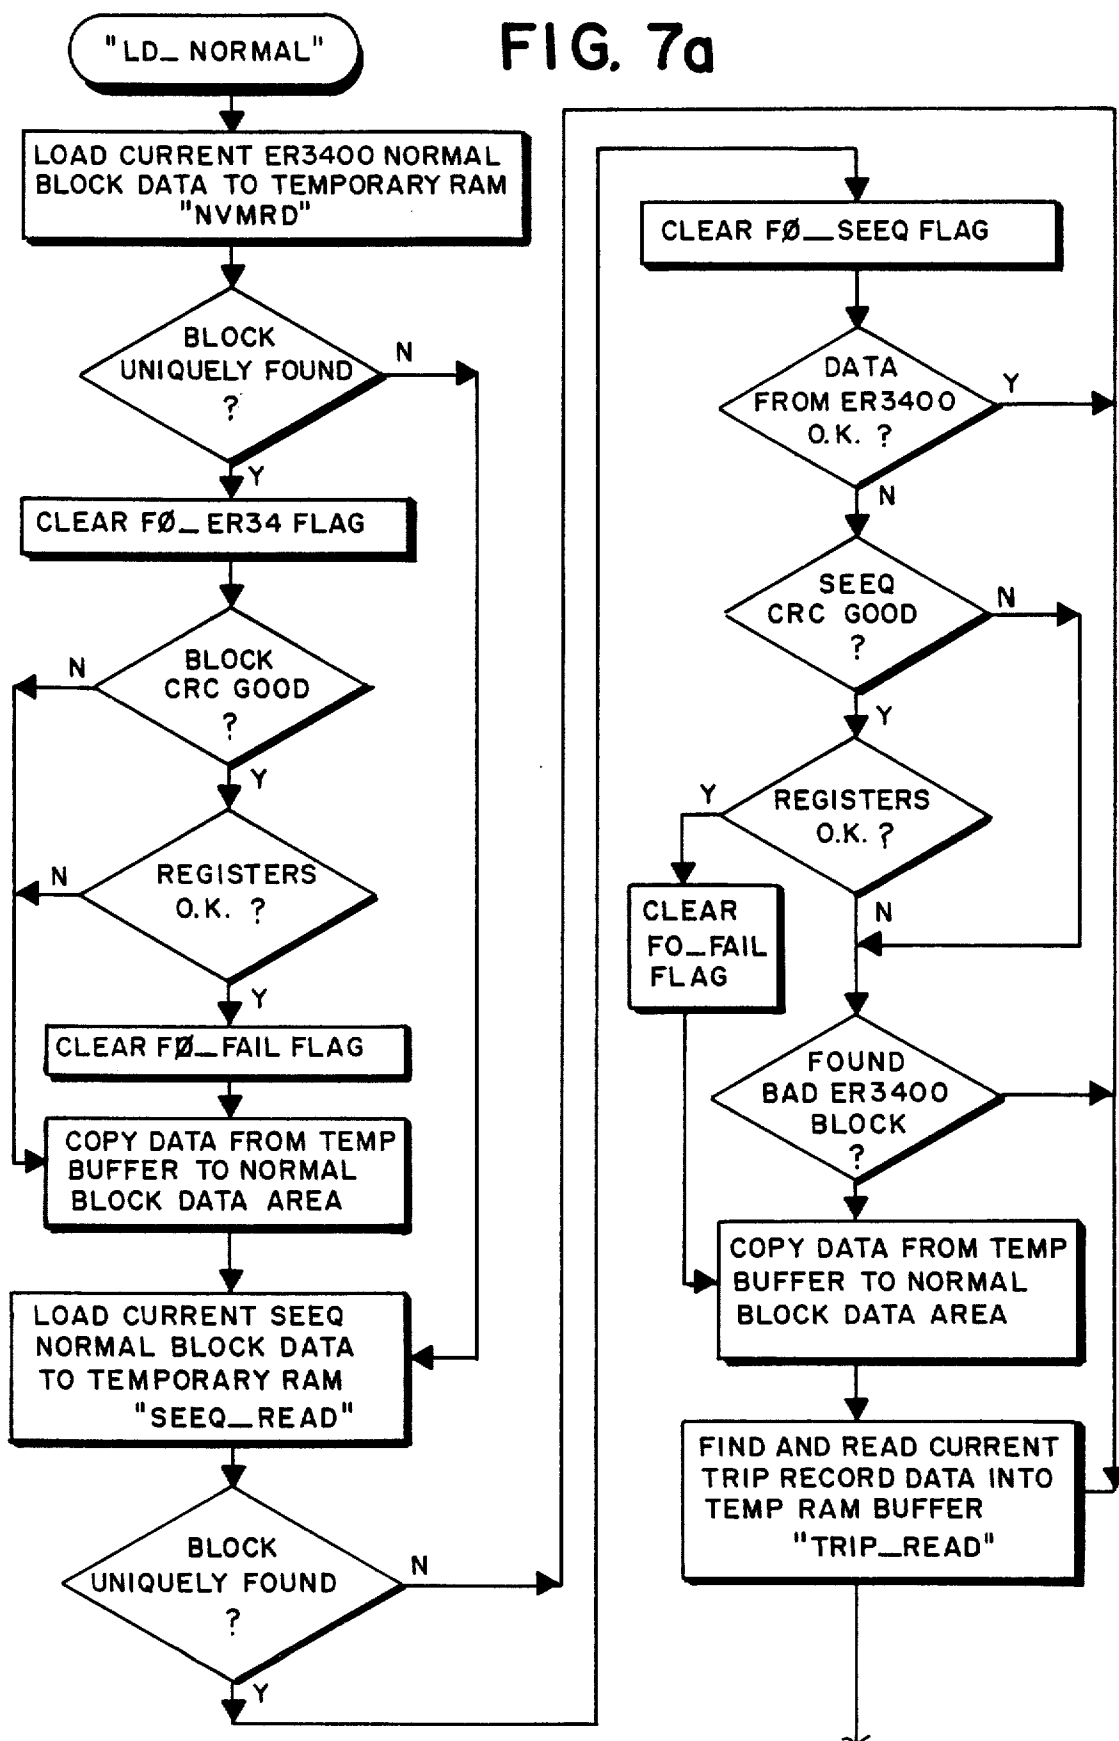 FIG. 7a
"LD_ NORMAL"
LOAD CURRENT ER3400 NORMAL
BLOCK DATA TO TEMPORARY RAM
"NVMRD"
BLOCK
UNIQUELY FOUND
?
N
Y
CLEAR FØ_ER34 FLAG
BLOCK
CRC GOOD
?
N
Y
REGISTERS
O.K. ?
N
Y
CLEAR FØ_FAIL FLAG
COPY DATA FROM TEMP
BUFFER TO NORMAL
BLOCK DATA AREA
LOAD CURRENT SEEQ
NORMAL BLOCK DATA
TO TEMPORARY RAM
"SEEQ_READ"
BLOCK
UNIQUELY FOUND
?
N
Y
CLEAR FØ_SEEQ FLAG
DATA
FROM ER3400
O.K. ?
Y
N
SEEQ
CRC GOOD
?
N
Y
REGISTERS
O.K. ?
Y
N
CLEAR
FO_FAIL
FLAG
FOUND
BAD ER3400
BLOCK
?
COPY DATA FROM TEMP
BUFFER TO NORMAL
BLOCK DATA AREA
FIND AND READ CURRENT
TRIP RECORD DATA INTO
TEMP RAM BUFFER
"TRIP_READ"